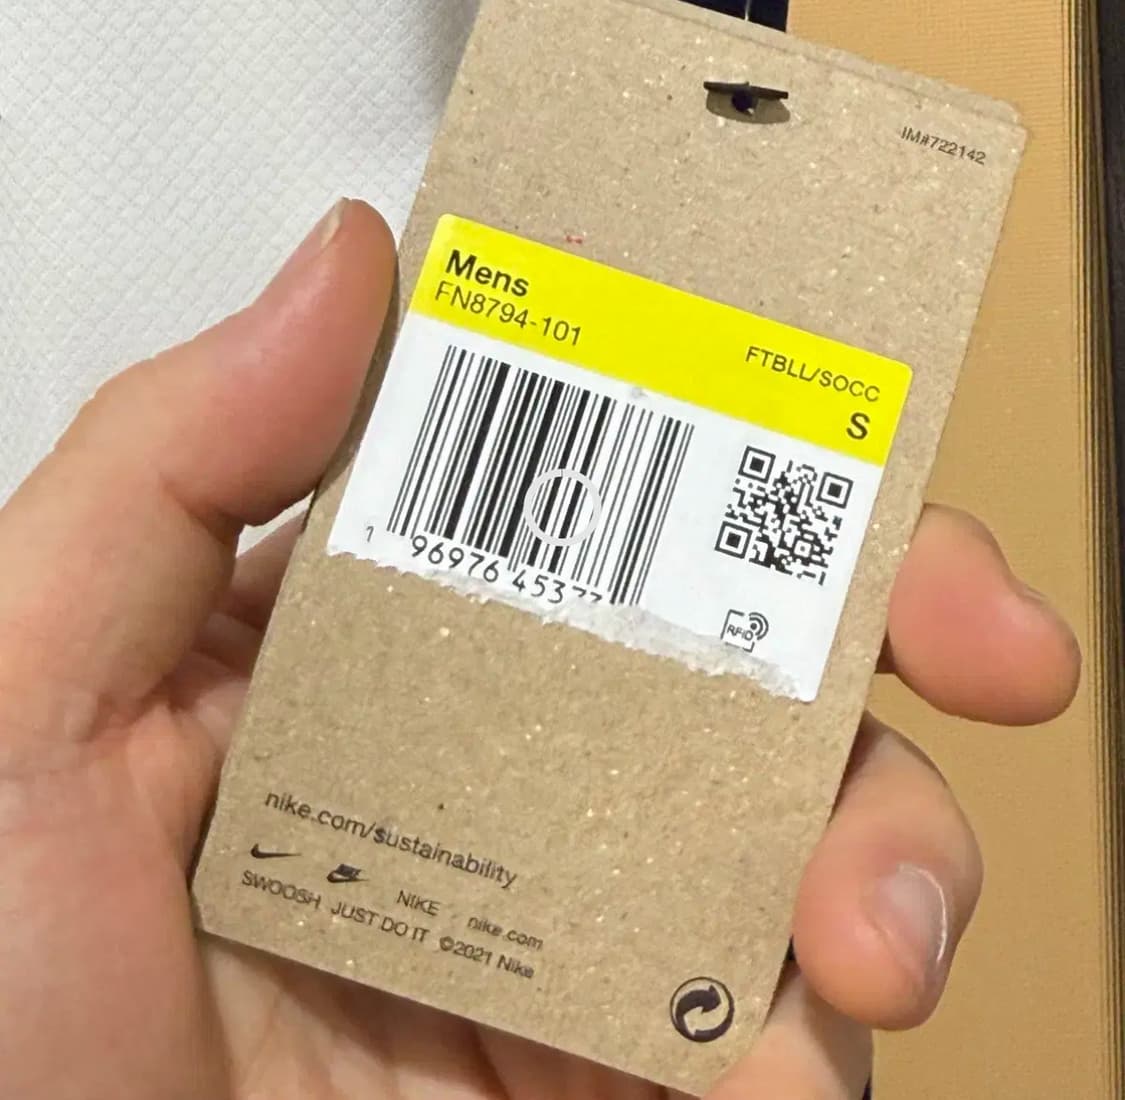 IM#722142
Mens
FN8794-101
FTBLL/SOCC
S
1 96976 453
RFID
nike.com/sustainability
NIKE nike.com
SWOOSH JUST DO IT ©2021 Nike